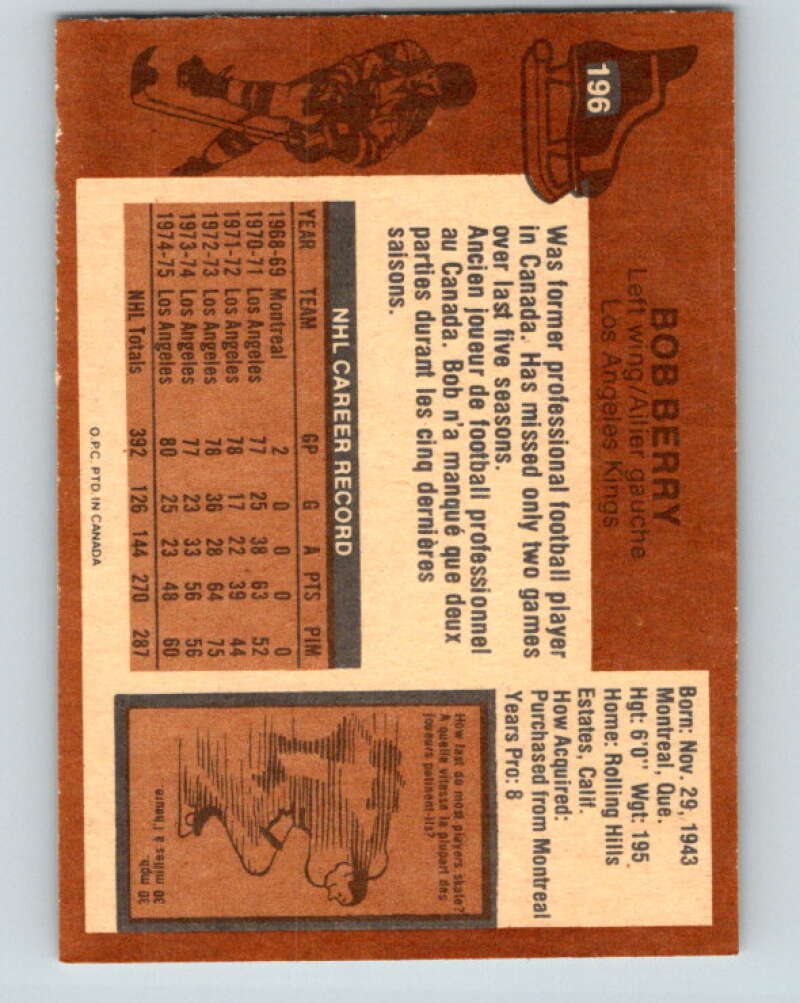 196
BOB BERRY
Left wing/Ailier gauche
Los Angeles Kings
Born: Nov. 29, 1943
Montreal, Que.
Hgt: 6'0" Wgt: 195
Home: Rolling Hills
Estates, Calif.
How Acquired:
Purchased from Montreal
Years Pro: 8
Was former professional football player
in Canada. Has missed only two games
over last five seasons.
Ancien joueur de football professionnel
au Canada. Bob n'a manqué que deux
parties durant les cinq dernières
saisons.
NHL CAREER RECORD
YEAR TEAM GP G A PTS PIM
1968-69 Montreal 2 0 0 0 0
1970-71 Los Angeles 77 25 38 63 52
1971-72 Los Angeles 78 17 22 39 44
1972-73 Los Angeles 78 36 28 64 75
1973-74 Los Angeles 77 23 33 56 56
1974-75 Los Angeles 80 25 23 48 60
NHL Totals 392 126 144 270 287
O.P.C. PTD. IN CANADA
How fast do most players skate?
A quelle vitesse la plupart des
joueurs patinent-ils?
30 mph
30 milles à l'heure